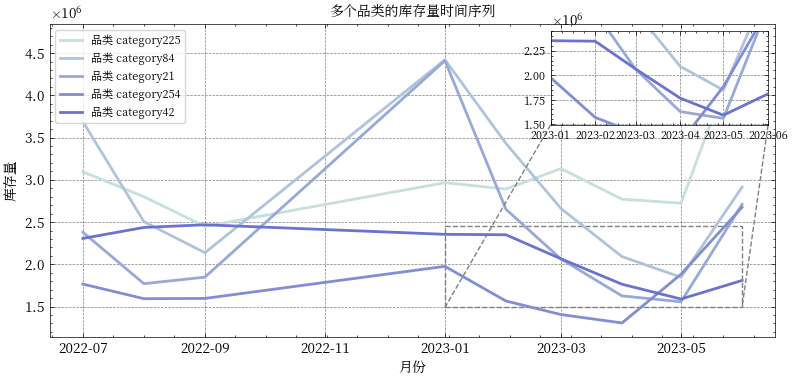 多个品类的库存量时间序列
×10⁶
4.5
4.0
3.5
3.0
2.5
2.0
1.5
库存量
品类 category225
品类 category84
品类 category21
品类 category254
品类 category42
×10⁶
2.25
2.00
1.75
1.50
2023-01 2023-02 2023-03 2023-04 2023-05 2023-06
2022-07 2022-09 2022-11 2023-01 2023-03 2023-05
月份